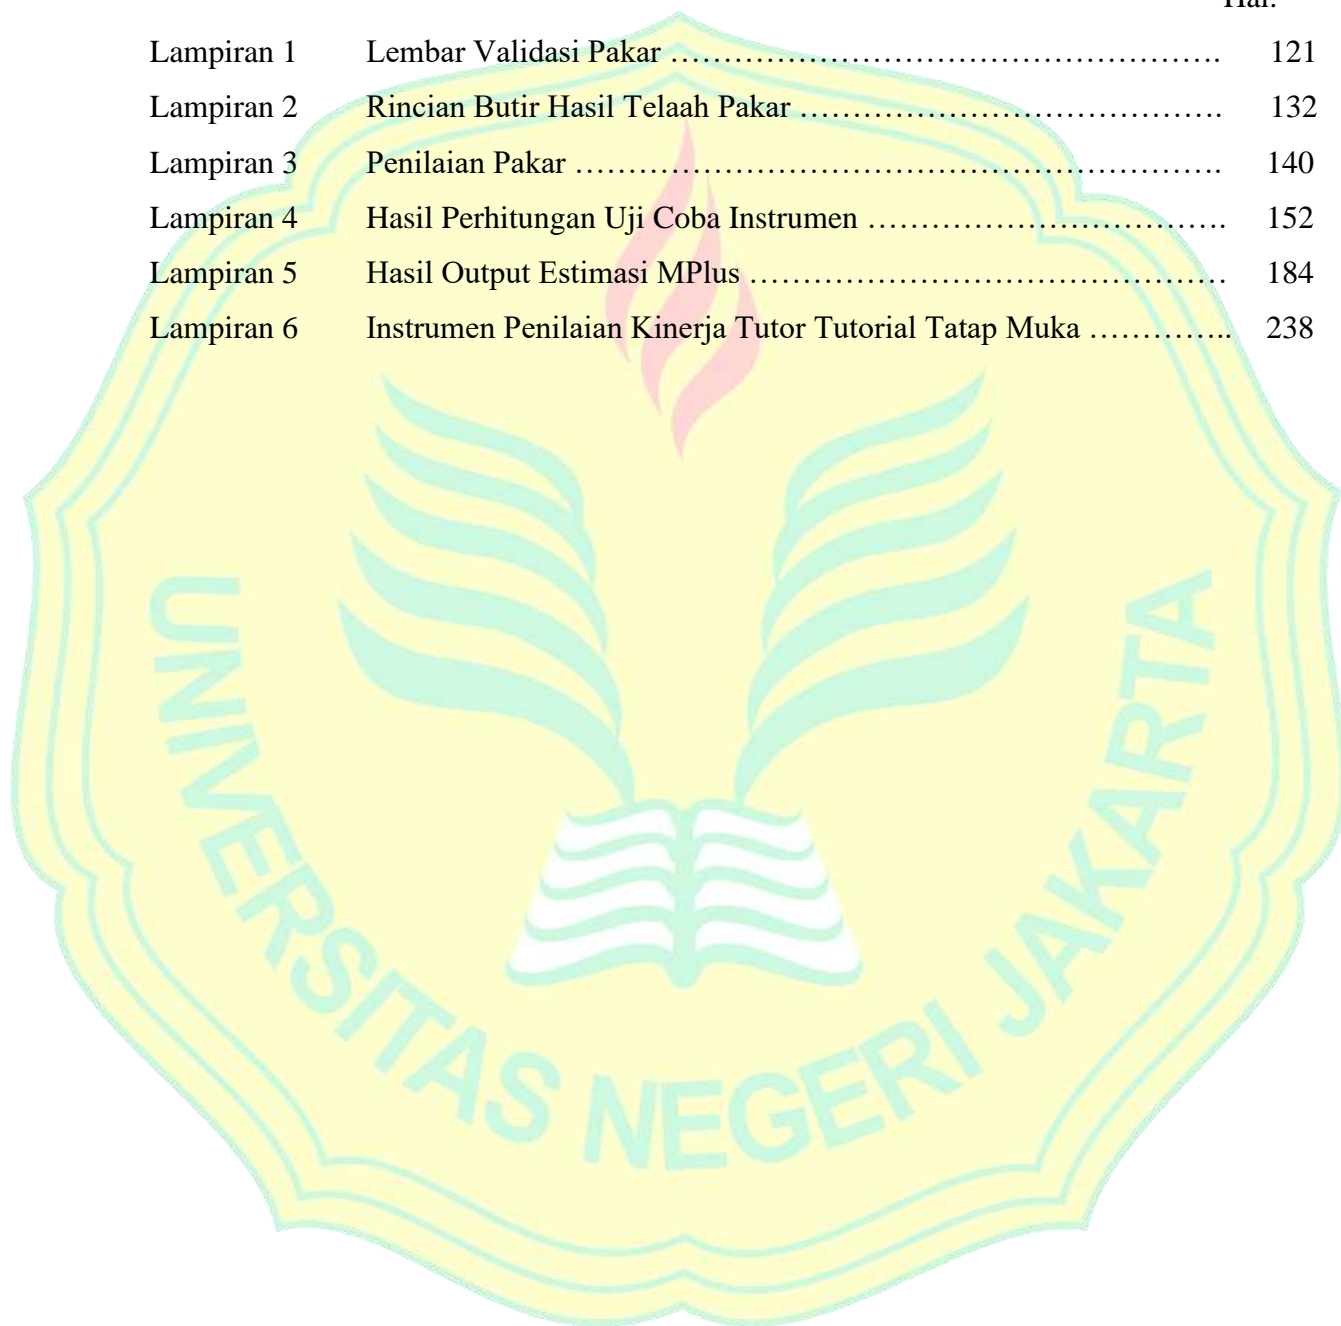 Hal.
Lampiran 1 Lembar Validasi Pakar ……………………………………………. 121
Lampiran 2 Rincian Butir Hasil Telaah Pakar …………………………………. 132
Lampiran 3 Penilaian Pakar ……………………………………………………. 140
Lampiran 4 Hasil Perhitungan Uji Coba Instrumen ……………………………. 152
Lampiran 5 Hasil Output Estimasi MPlus ……………………………………… 184
Lampiran 6 Instrumen Penilaian Kinerja Tutor Tutorial Tatap Muka ………….. 238
UNIVERSITAS NEGERI JAKARTA